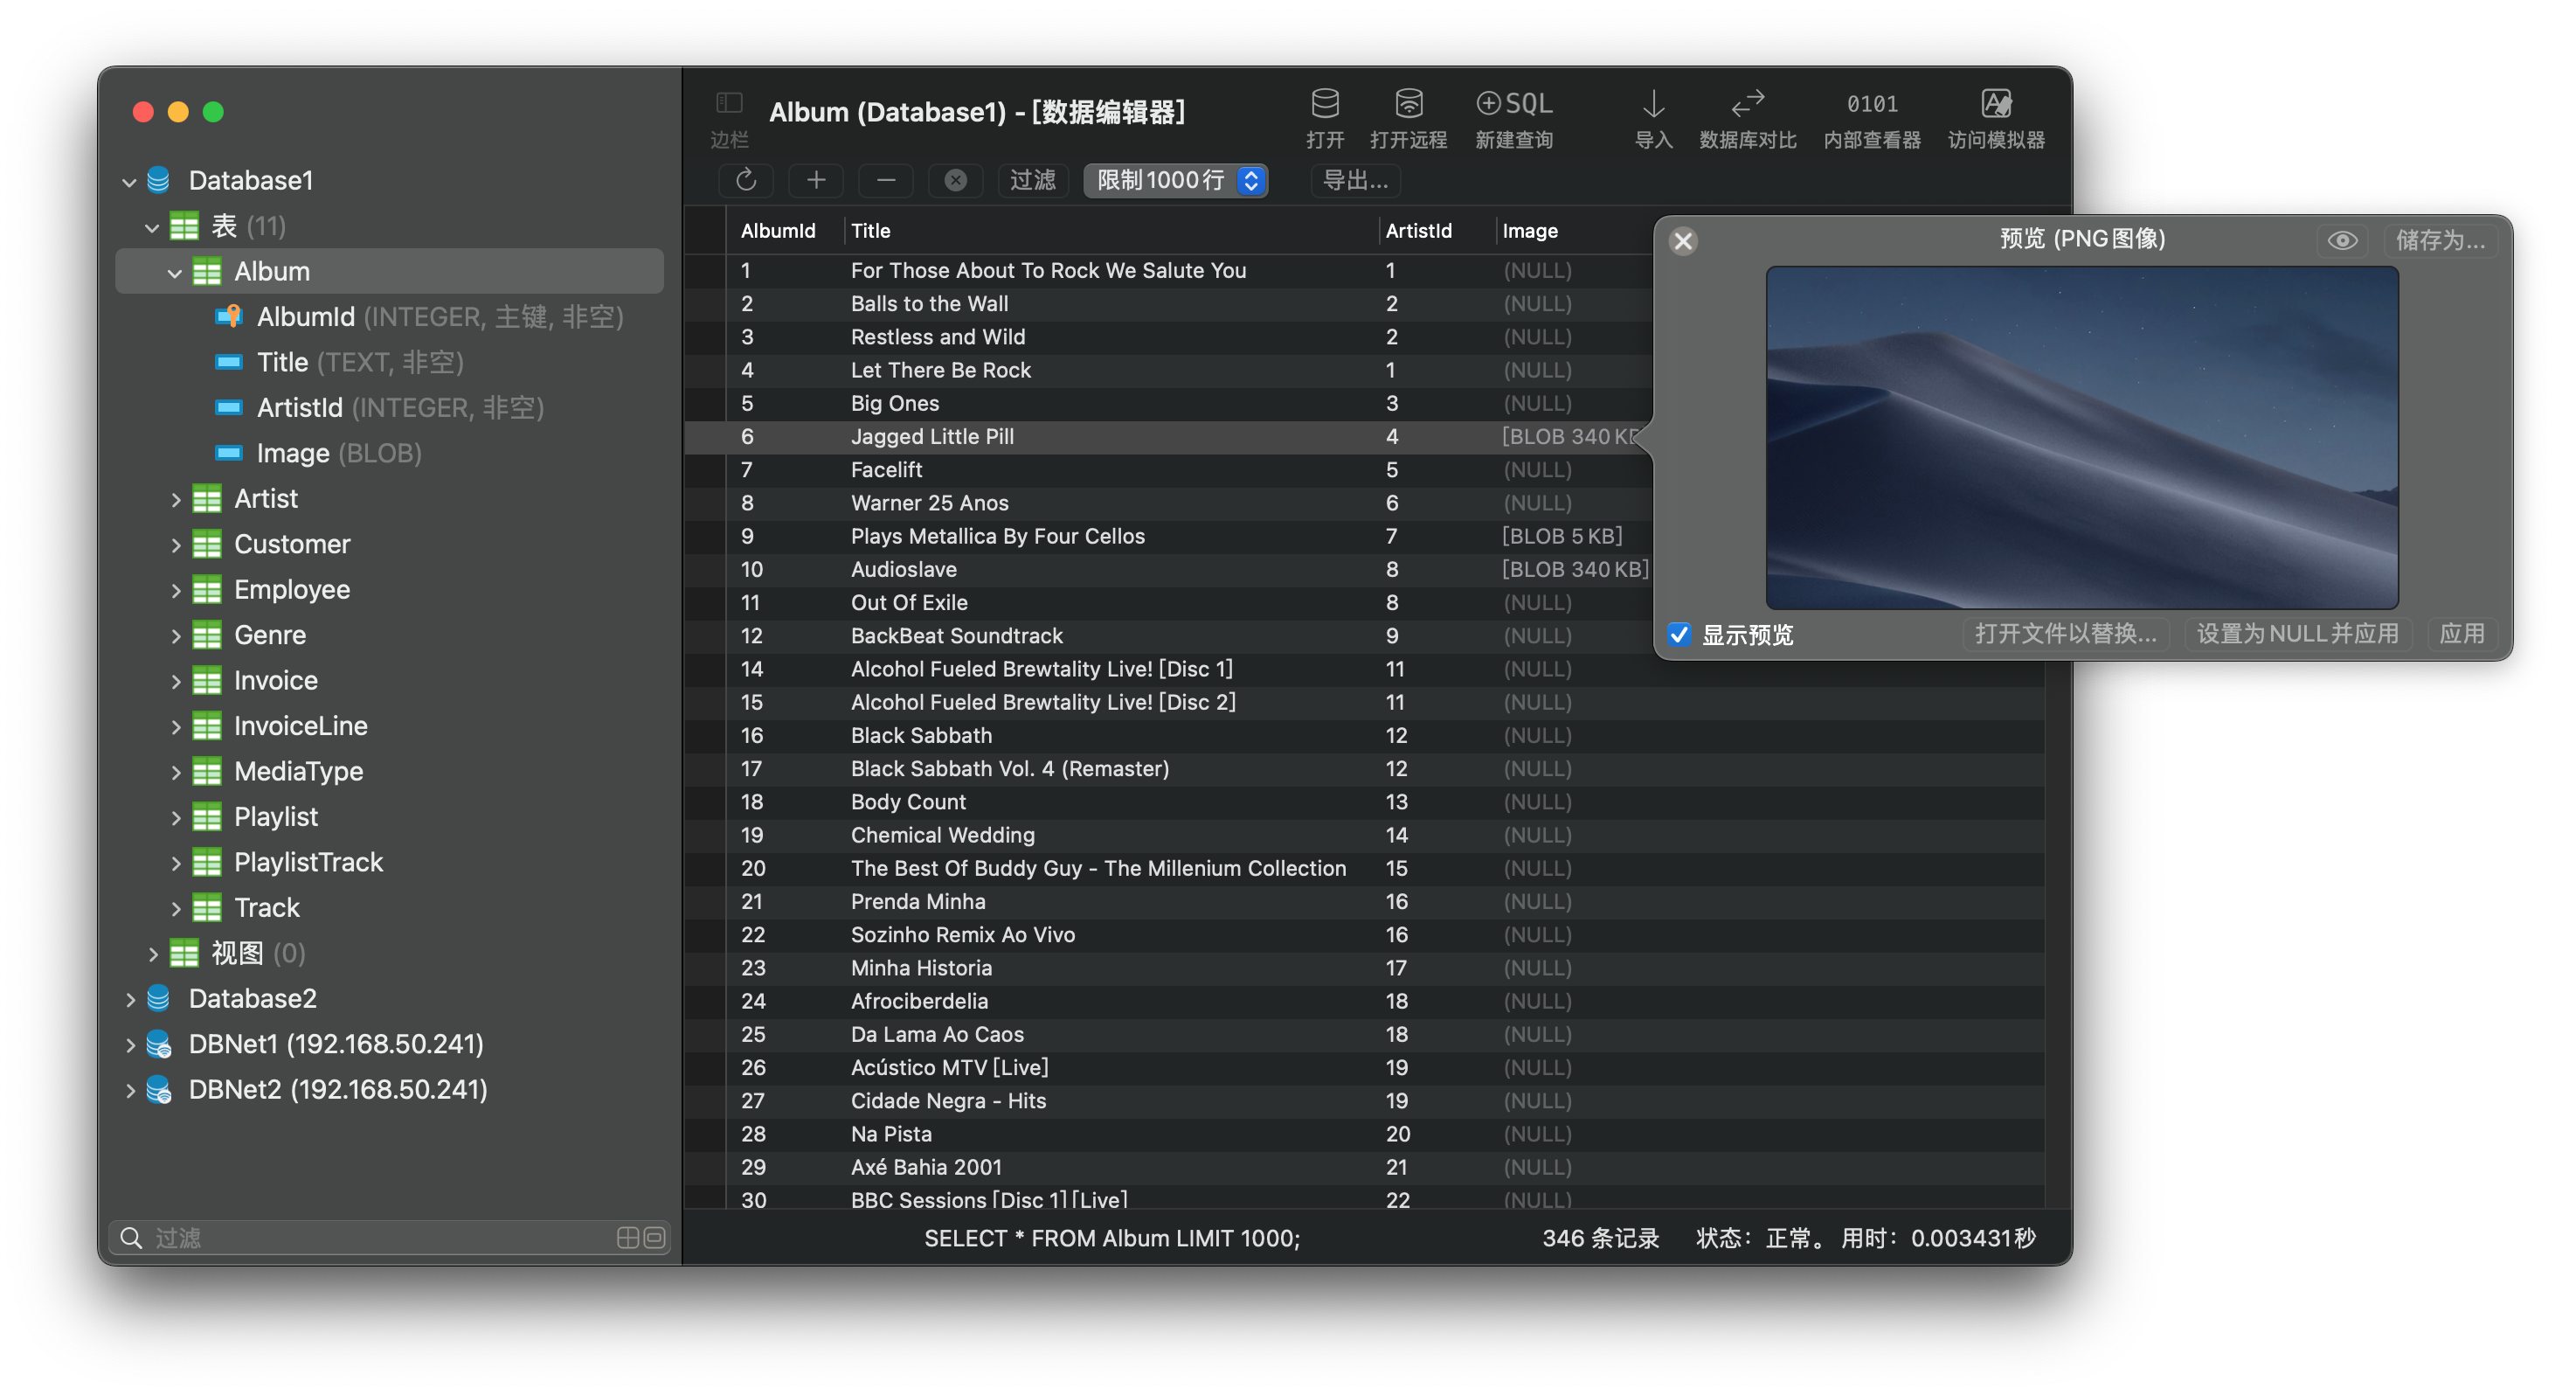 Album (Database1) - [数据编辑器]
边栏
打开
打开远程
SQL
新建查询
导入
数据库对比
0101
内部查看器
访问模拟器
过滤
限制1000行
导出...
Database1
表 (11)
Album
AlbumId (INTEGER, 主键, 非空)
Title (TEXT, 非空)
ArtistId (INTEGER, 非空)
Image (BLOB)
Artist
Customer
Employee
Genre
Invoice
InvoiceLine
MediaType
Playlist
PlaylistTrack
Track
视图 (0)
Database2
DBNet1 (192.168.50.241)
DBNet2 (192.168.50.241)
过滤
AlbumId Title ArtistId Image
1 For Those About To Rock We Salute You 1 (NULL)
2 Balls to the Wall 2 (NULL)
3 Restless and Wild 2 (NULL)
4 Let There Be Rock 1 (NULL)
5 Big Ones 3 (NULL)
6 Jagged Little Pill 4 [BLOB 340 KB
7 Facelift 5 (NULL)
8 Warner 25 Anos 6 (NULL)
9 Plays Metallica By Four Cellos 7 [BLOB 5 KB]
10 Audioslave 8 [BLOB 340 KB]
11 Out Of Exile 8 (NULL)
12 BackBeat Soundtrack 9 (NULL)
14 Alcohol Fueled Brewtality Live! [Disc 1] 11 (NULL)
15 Alcohol Fueled Brewtality Live! [Disc 2] 11 (NULL)
16 Black Sabbath 12 (NULL)
17 Black Sabbath Vol. 4 (Remaster) 12 (NULL)
18 Body Count 13 (NULL)
19 Chemical Wedding 14 (NULL)
20 The Best Of Buddy Guy - The Millenium Collection 15 (NULL)
21 Prenda Minha 16 (NULL)
22 Sozinho Remix Ao Vivo 16 (NULL)
23 Minha Historia 17 (NULL)
24 Afrociberdelia 18 (NULL)
25 Da Lama Ao Caos 18 (NULL)
26 Acústico MTV [Live] 19 (NULL)
27 Cidade Negra - Hits 19 (NULL)
28 Na Pista 20 (NULL)
29 Axé Bahia 2001 21 (NULL)
30 BBC Sessions [Disc 1] [Live] 22 (NULL)
SELECT * FROM Album LIMIT 1000;
346 条记录
状态：正常。 用时：0.003431秒
预览 (PNG图像)
储存为...
显示预览
打开文件以替换...
设置为NULL并应用
应用